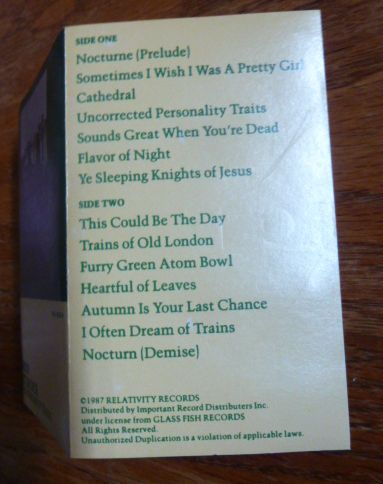 SIDE ONE
Nocturne (Prelude)
Sometimes I Wish I Was A Pretty Girl
Cathedral
Uncorrected Personality Traits
Sounds Great When You're Dead
Flavor of Night
Ye Sleeping Knights of Jesus
SIDE TWO
This Could Be The Day
Trains of Old London
Furry Green Atom Bowl
Heartful of Leaves
Autumn Is Your Last Chance
I Often Dream of Trains
Nocturn (Demise)
©1987 RELATIVITY RECORDS
Distributed by Important Record Distributers Inc.
under license from GLASS FISH RECORDS
All Rights Reserved.
Unauthorized Duplication is a violation of applicable laws.